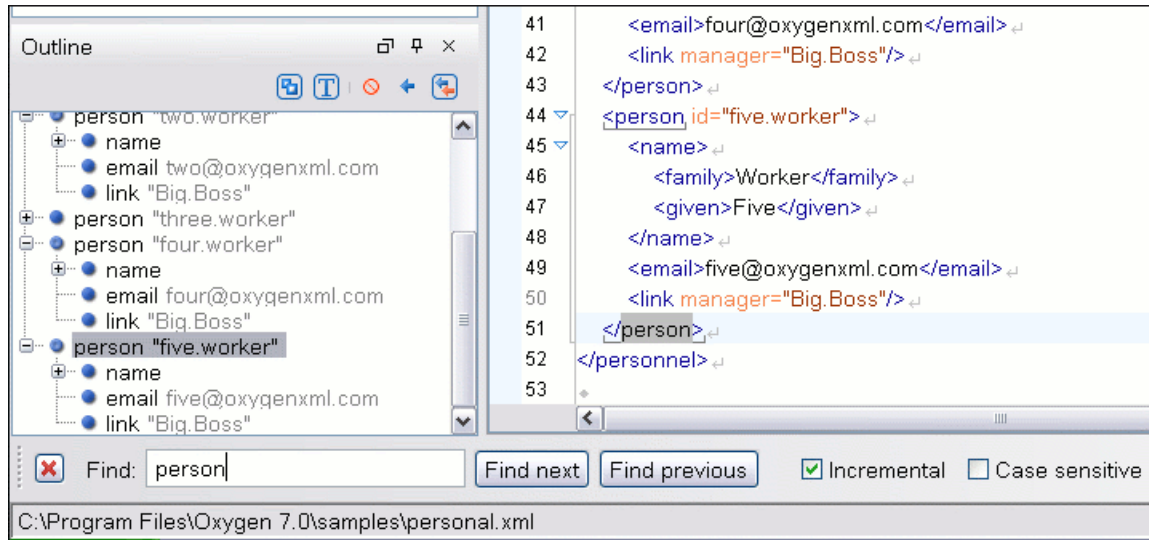 Outline
person "two.worker"
name
email two@oxygenxml.com
link "Big.Boss"
person "three.worker"
person "four.worker"
name
email four@oxygenxml.com
link "Big.Boss"
person "five.worker"
name
email five@oxygenxml.com
link "Big.Boss"
41 <email>four@oxygenxml.com</email>
42 <link manager="Big.Boss"/>
43 </person>
44 <person id="five.worker">
45 <name>
46 <family>Worker</family>
47 <given>Five</given>
48 </name>
49 <email>five@oxygenxml.com</email>
50 <link manager="Big.Boss"/>
51 </person>
52 </personnel>
53
Find: person Find next Find previous Incremental Case sensitive
C:\Program Files\Oxygen 7.0\samples\personal.xml